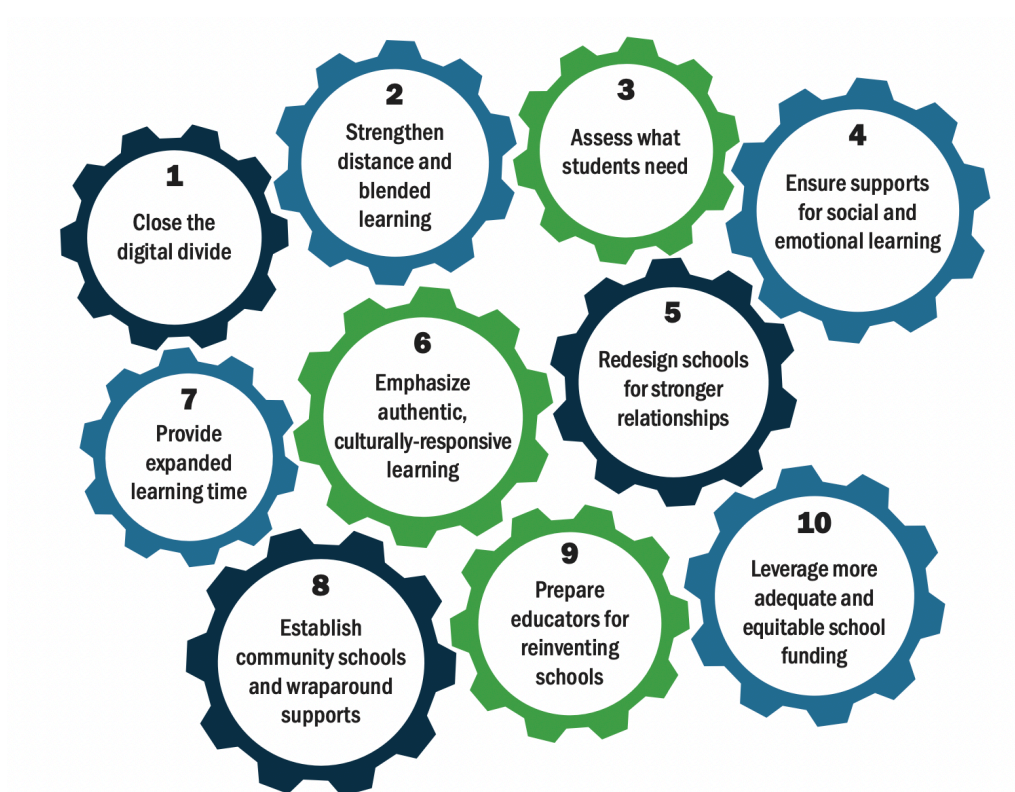 1
Close the
digital divide
2
Strengthen
distance and
blended
learning
3
Assess what
students need
4
Ensure supports
for social and
emotional learning
5
Redesign schools
for stronger
relationships
6
Emphasize
authentic,
culturally-responsive
learning
7
Provide
expanded
learning time
8
Establish
community schools
and wraparound
supports
9
Prepare
educators for
reinventing
schools
10
Leverage more
adequate and
equitable school
funding